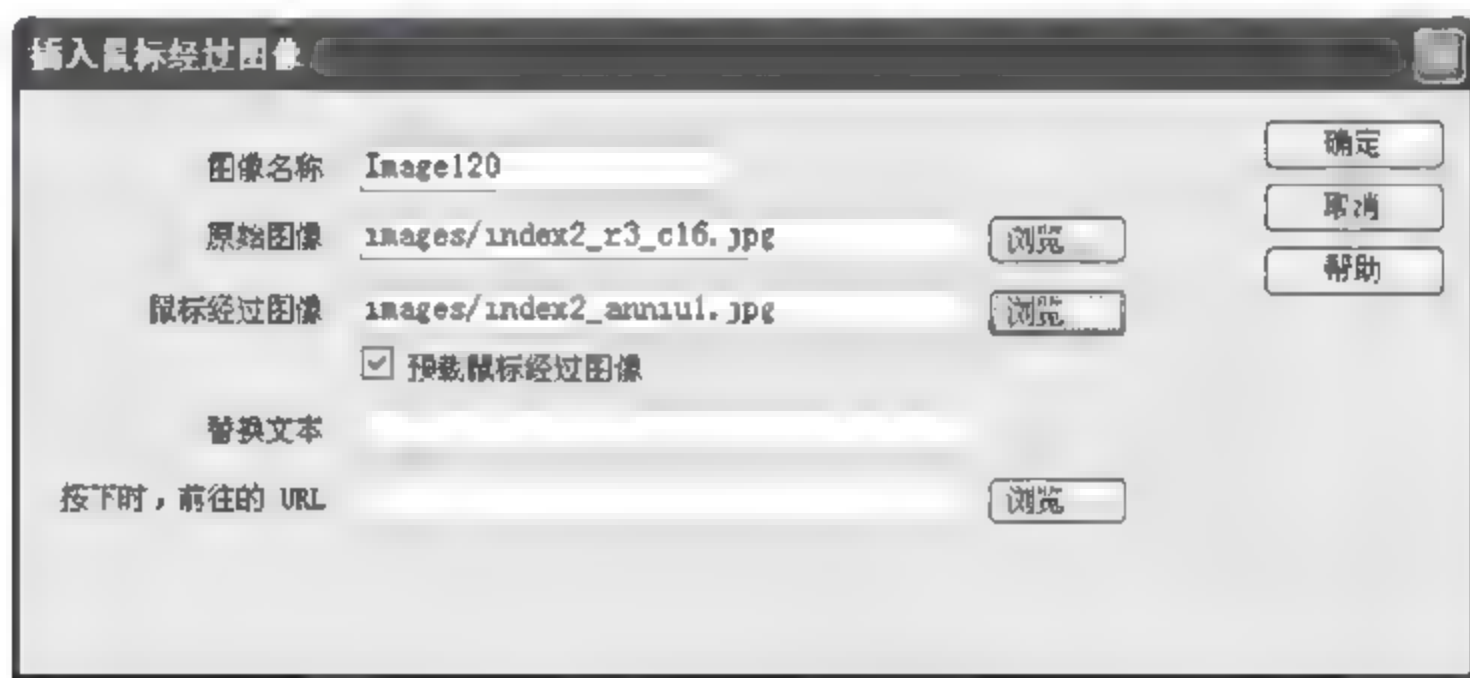 插入鼠标经过图像
图像名称 Image120 确定
取消
原始图像 images/index2_r3_c16.jpg 浏览
帮助
鼠标经过图像 images/index2_anniu1.jpg 浏览
预载鼠标经过图像
替换文本
按下时，前往的 URL 浏览